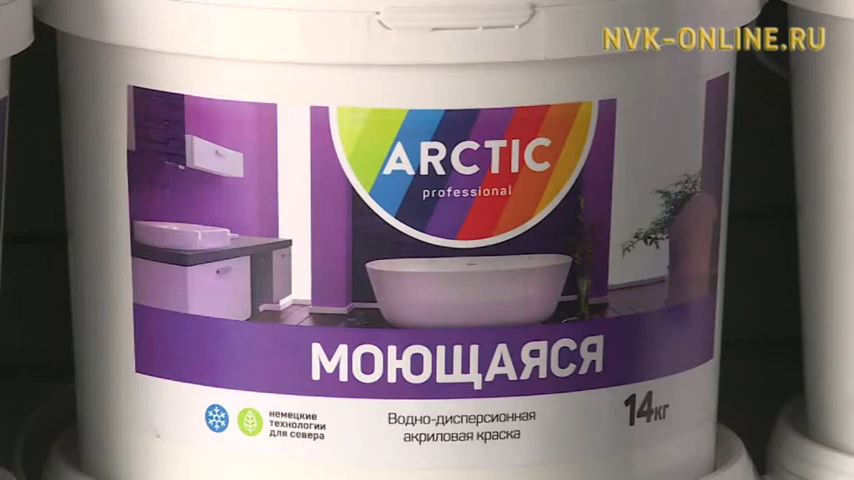 NVK-ONLINE.RU
ARCTIC
professional
МОЮЩАЯСЯ
немецкие
технологии
для севера
Водно-дисперсионная
акриловая краска
14кг